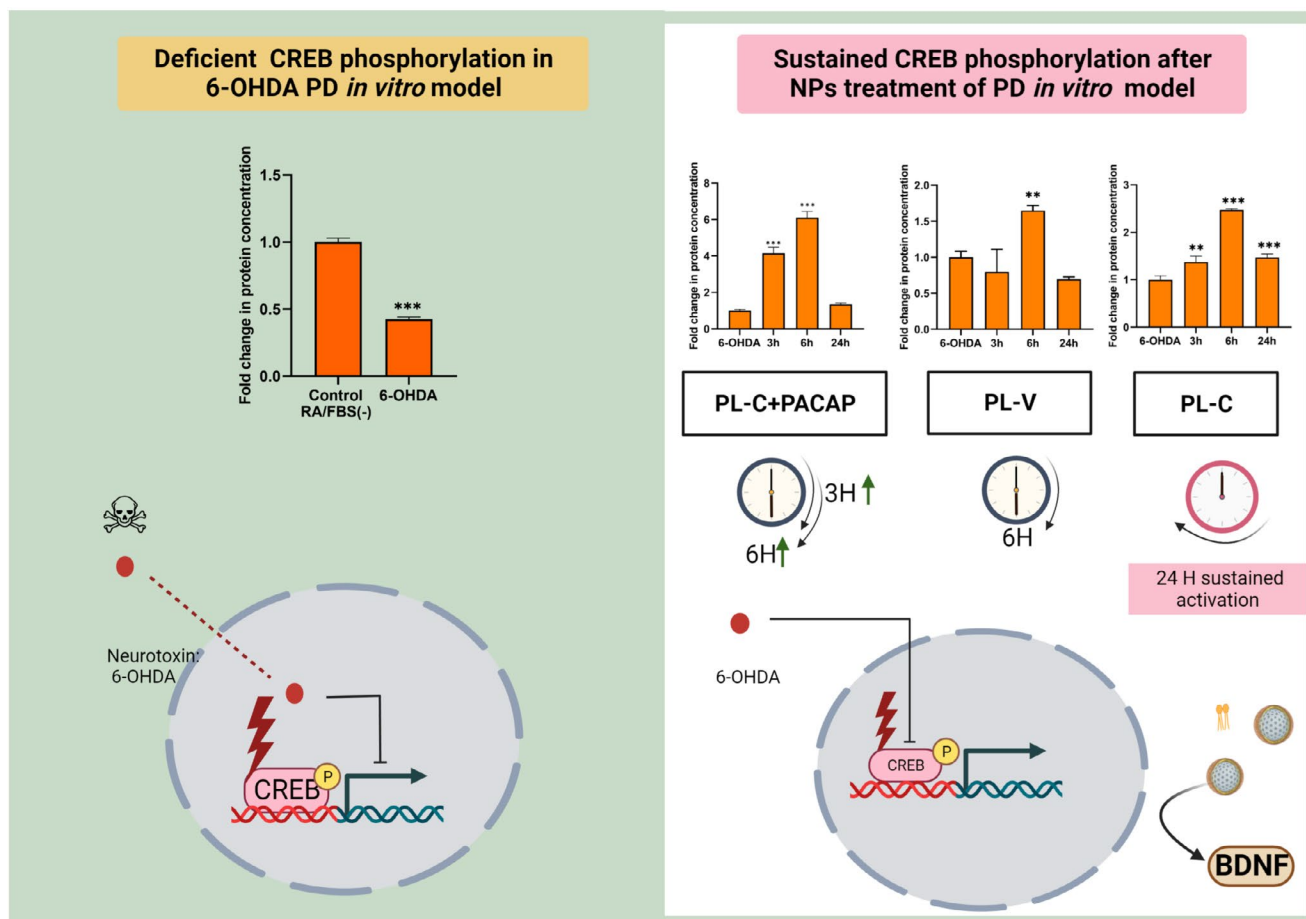 Deficient CREB phosphorylation in
6-OHDA PD in vitro model
Fold change in protein concentration
1.5
1.0
0.5
0.0
***
Control
RA/FBS(-)
6-OHDA
Neurotoxin:
6-OHDA
CREB
P
Sustained CREB phosphorylation after
NPs treatment of PD in vitro model
Fold change in protein concentration
8
6
4
2
0
***
***
6-OHDA 3h 6h 24h
Fold change in protein concentration
2.0
1.5
1.0
0.5
0.0
**
6-OHDA 3h 6h 24h
Fold change in protein concentration
3
2
1
0
**
***
***
6-OHDA 3h 6h 24h
PL-C+PACAP
PL-V
PL-C
3H
6H
6H
24 H sustained
activation
6-OHDA
CREB
P
BDNF